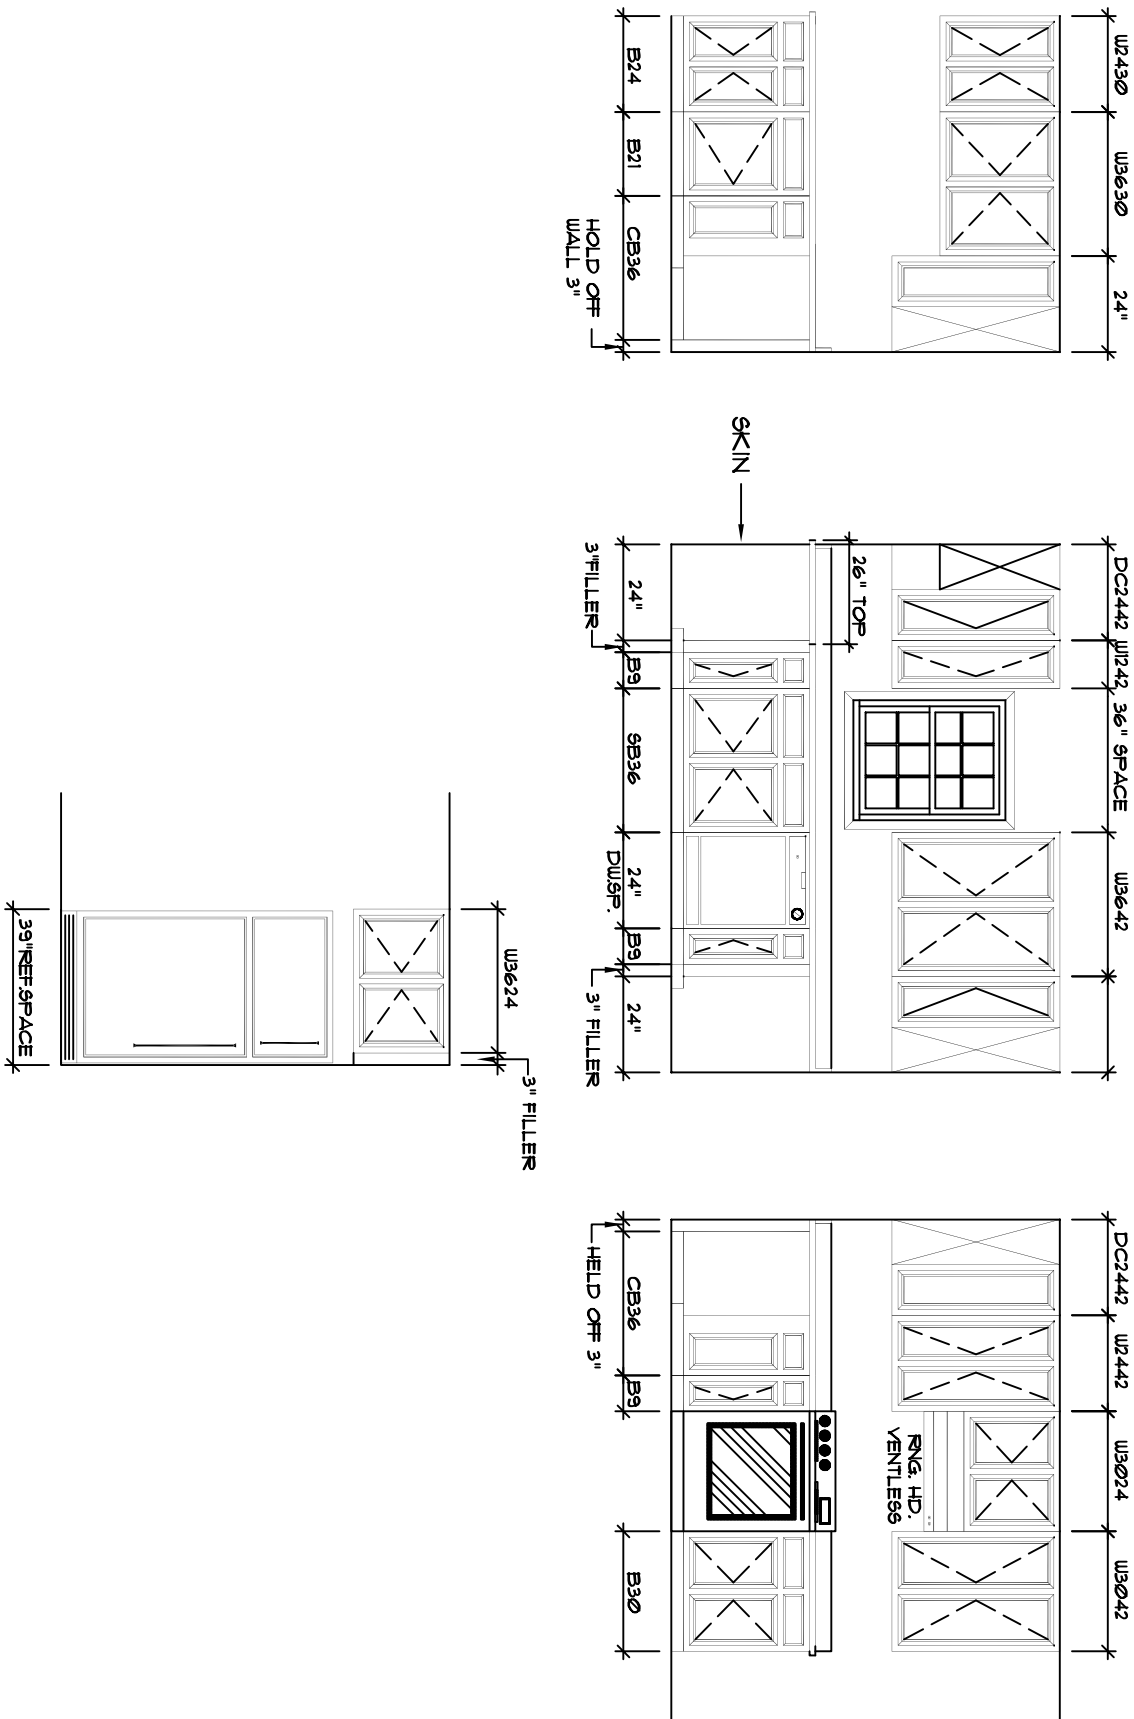 W2430
W3630
24"
B24
B21
CB36
HOLD OFF
WALL 3"
SKIN
DC2442
W1242
36" SPACE
W3642
26" TOP
24"
B9
SB36
24"
DW.SP.
B9
24"
3"FILLER
3" FILLER
DC2442
W2442
W3024
W3042
RNG. HD.
VENTLESS
CB36
B9
B30
HELD OFF 3"
W3624
3" FILLER
39"REF.SPACE